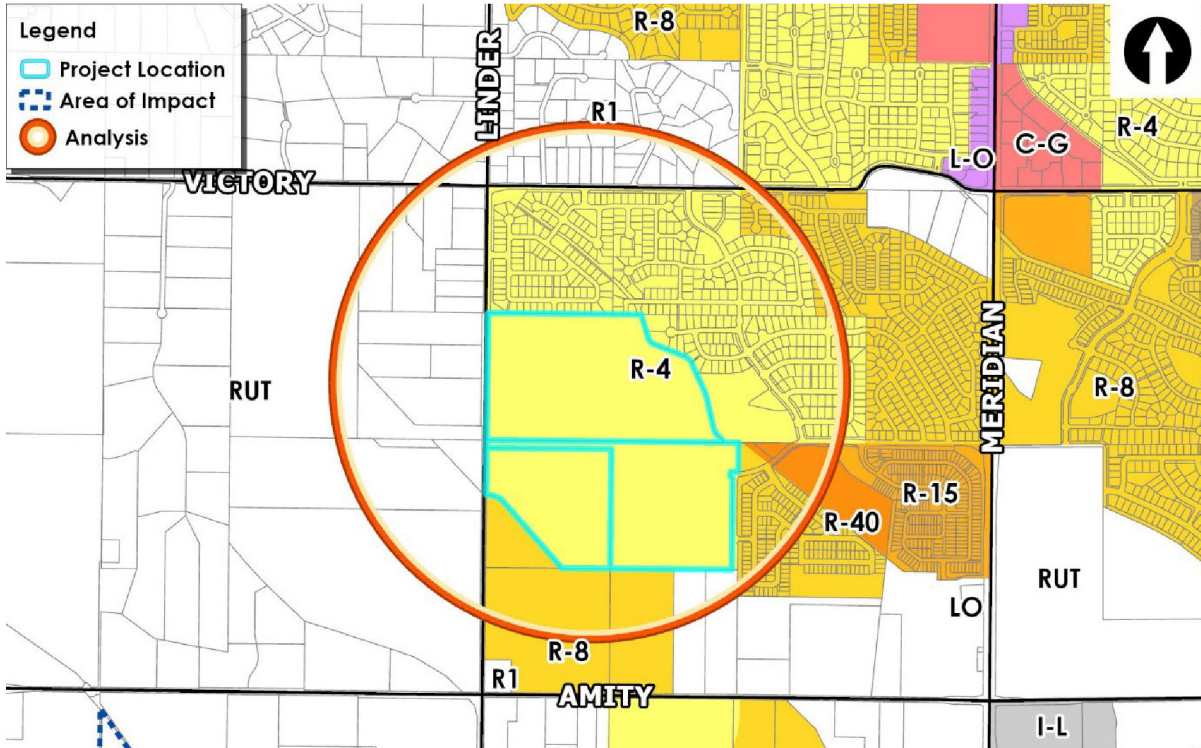 Legend
Project Location
Area of Impact
Analysis
R-8
LINDER
R1
L-O
C-G
R-4
VICTORY
RUT
R-4
MERIDIAN
R-8
R-15
R-40
RUT
LO
R-8
R1
AMITY
I-L